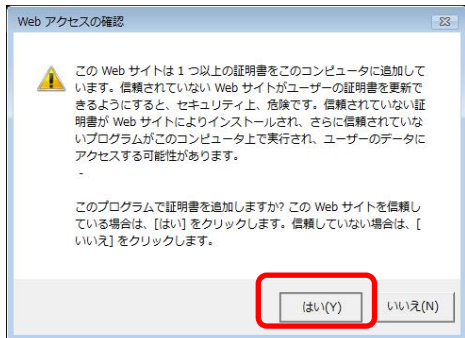 Web アクセスの確認
この Web サイトは 1 つ以上の証明書をこのコンピュータに追加して
います。信頼されていない Web サイトがユーザーの証明書を更新で
きるようにすると、セキュリティ上、危険です。信頼されていない証
明書が Web サイトによりインストールされ、さらに信頼されていな
いプログラムがこのコンピュータ上で実行され、ユーザーのデータに
アクセスする可能性があります。
-
このプログラムで証明書を追加しますか? この Web サイトを信頼し
ている場合は、[はい] をクリックします。信頼していない場合は、[
いいえ] をクリックします。
はい(Y) いいえ(N)